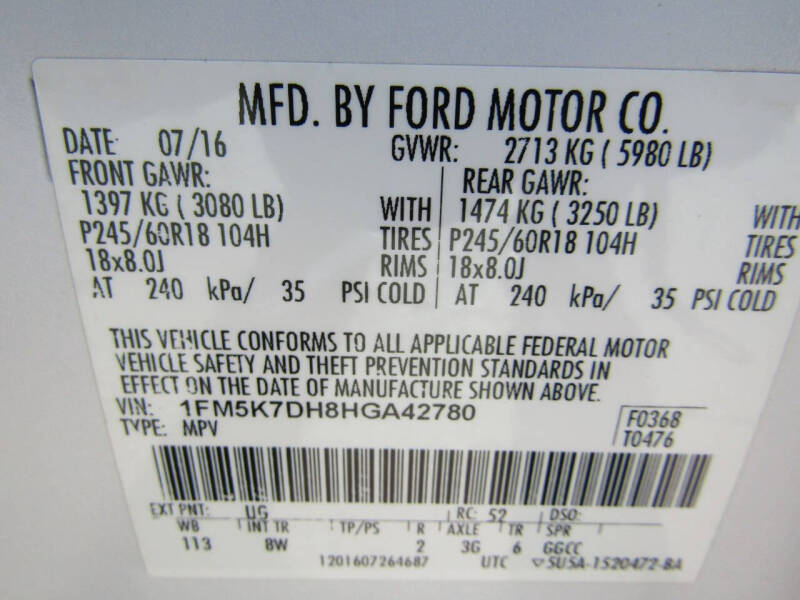 MFD. BY FORD MOTOR CO.
DATE: 07/16 GVWR: 2713 KG ( 5980 LB)
FRONT GAWR: REAR GAWR:
1397 KG ( 3080 LB) WITH 1474 KG ( 3250 LB) WITH
P245/60R18 104H TIRES P245/60R18 104H TIRES
18x8.0J RIMS 18x8.0J RIMS
AT 240 kPa/ 35 PSI COLD AT 240 kPa/ 35 PSI COLD
THIS VEHICLE CONFORMS TO ALL APPLICABLE FEDERAL MOTOR
VEHICLE SAFETY AND THEFT PREVENTION STANDARDS IN
EFFECT ON THE DATE OF MANUFACTURE SHOWN ABOVE.
VIN: 1FM5K7DH8HGA42780 F0368
TYPE: MPV T0476
EXT PNT: UG RC: 52 DSO:
WB INT TR TP/PS R AXLE TR SPR
113 8W 2 3G 6 GGCC
1201607264687 UTC ▽5U5A-1520472-BA